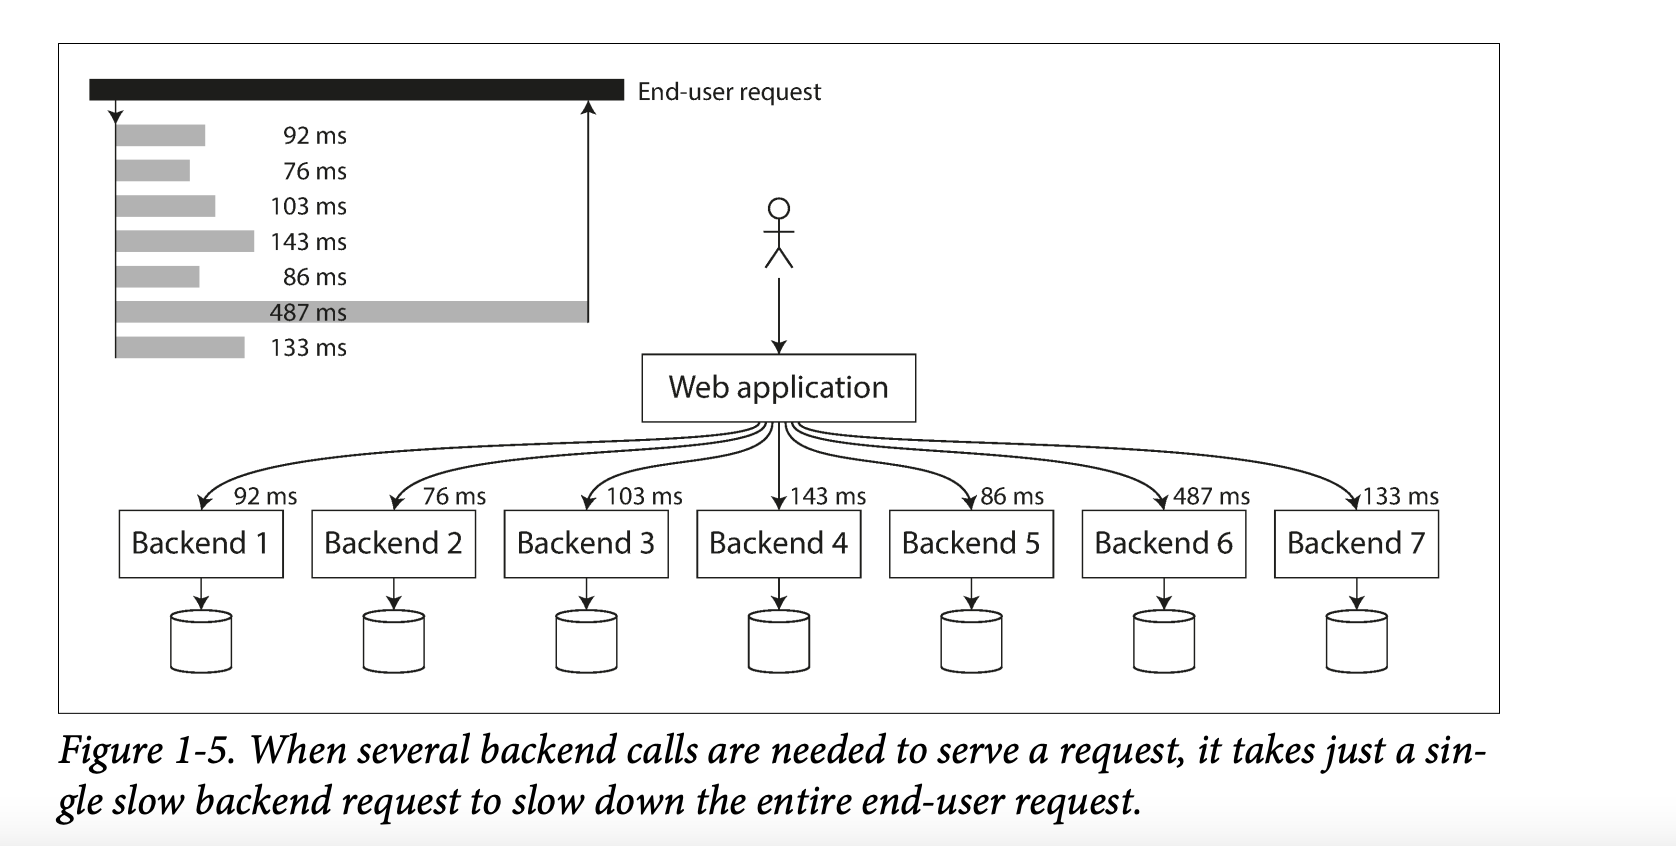 End-user request
92 ms
76 ms
103 ms
143 ms
86 ms
487 ms
133 ms
Web application
92 ms 76 ms 103 ms 143 ms 86 ms 487 ms 133 ms
Backend 1 Backend 2 Backend 3 Backend 4 Backend 5 Backend 6 Backend 7
Figure 1-5. When several backend calls are needed to serve a request, it takes just a sin-
gle slow backend request to slow down the entire end-user request.